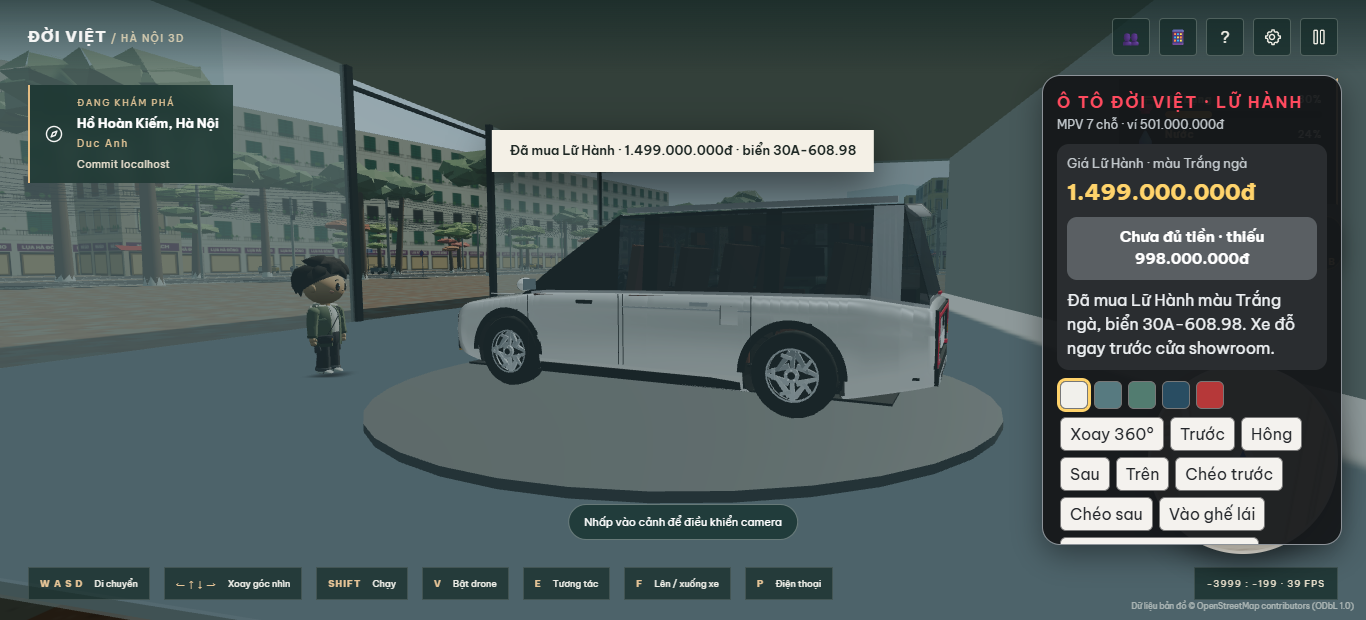 ĐỜI VIỆT / HÀ NỘI 3D
?
ĐANG KHÁM PHÁ
Hồ Hoàn Kiếm, Hà Nội
Duc Anh
Commit localhost
Đã mua Lữ Hành · 1.499.000.000đ · biển 30A-608.98
Ô TÔ ĐỜI VIỆT · LỮ HÀNH
MPV 7 chỗ · ví 501.000.000đ
Giá Lữ Hành · màu Trắng ngà
1.499.000.000đ
Chưa đủ tiền · thiếu
998.000.000đ
Đã mua Lữ Hành màu Trắng
ngà, biển 30A-608.98. Xe đỗ
ngay trước cửa showroom.
Xoay 360° Trước Hông
Sau Trên Chéo trước
Chéo sau Vào ghế lái
Nhấp vào cảnh để điều khiển camera
W A S D Di chuyển
←↑↓→ Xoay góc nhìn
SHIFT Chạy
V Bật drone
E Tương tác
F Lên / xuống xe
P Điện thoại
-3999 : -199 · 39 FPS
Dữ liệu bản đồ © OpenStreetMap contributors (ODbL 1.0)